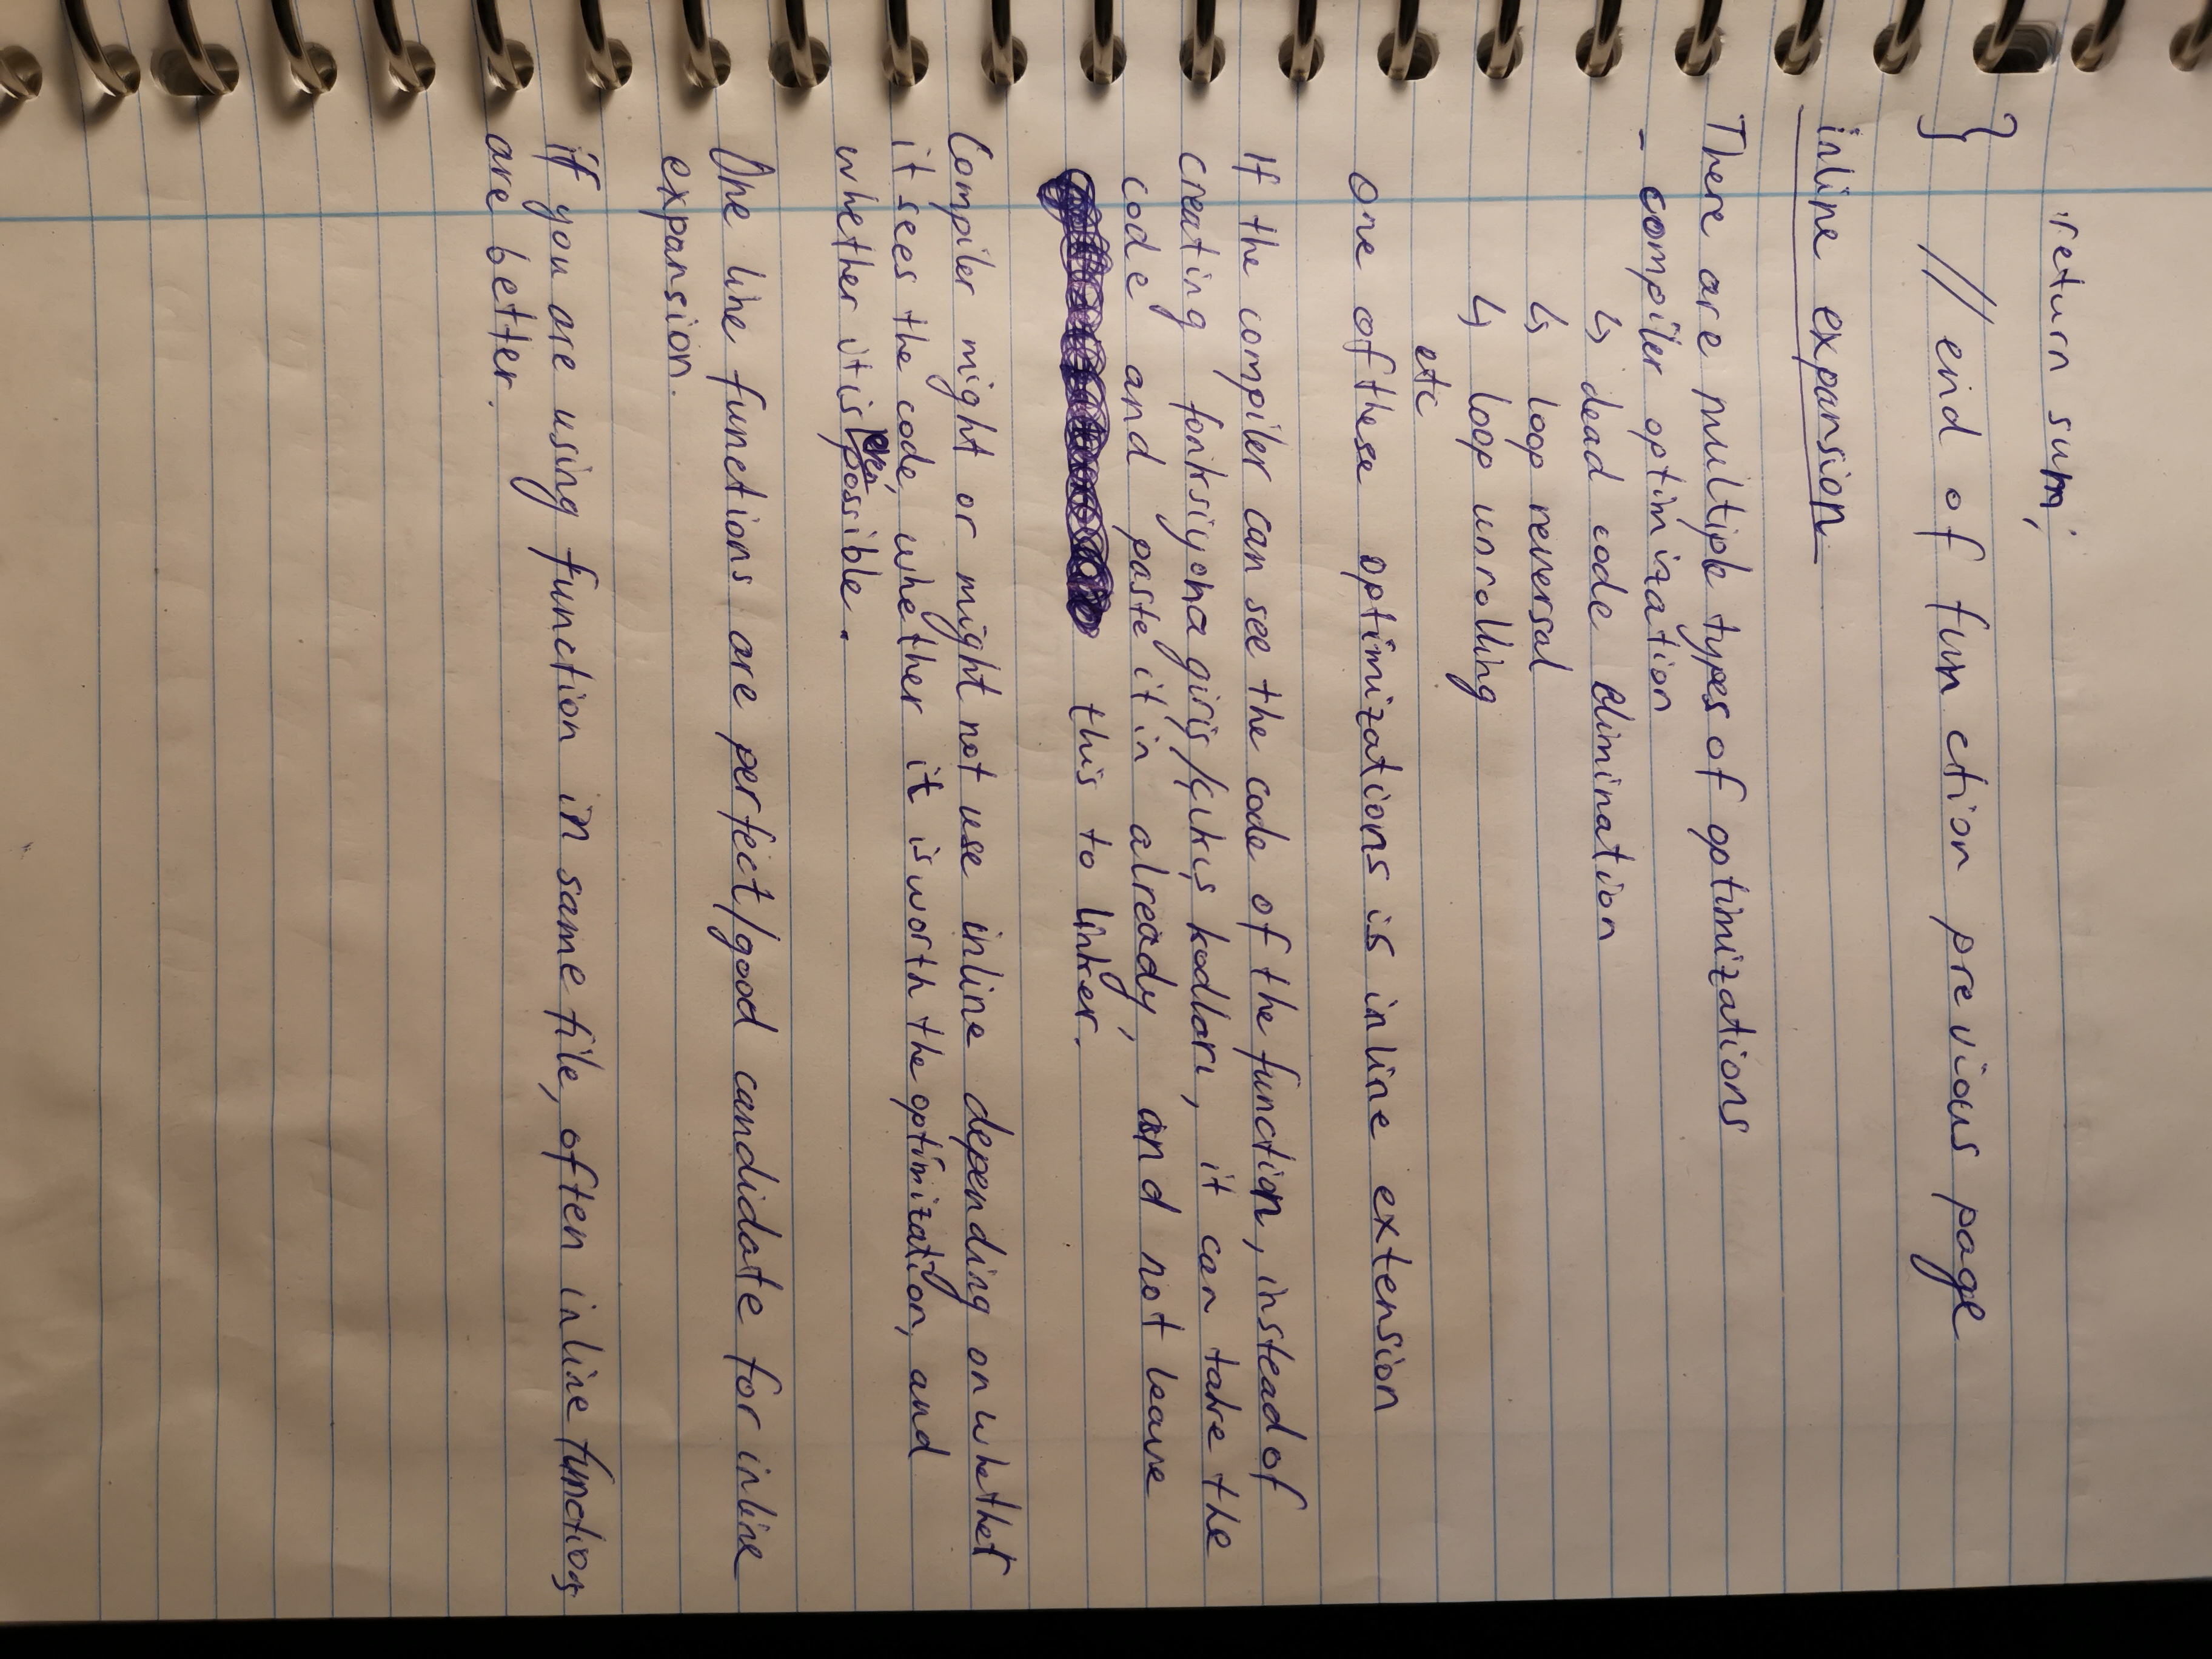 return sum;
} // end of function previous page
inline expansion
There are multiple types of optimizations
- compiler optimization
↳ dead code elimination
↳ loop reversal
↳ loop unrolling
etc
one of these optimizations is inline extension
If the compiler can see the code of the function, instead of
creating fonksiyona giriş/çıkış kodları, it can take the
code and paste it in already, and not leave
this to linker.
Compiler might or might not use inline depending on whether
it sees the code, whether it is worth the optimization, and
whether it is even possible.
One line functions are perfect/good candidate for inline
expansion.
if you are using function in same file, often inline functions
are better.